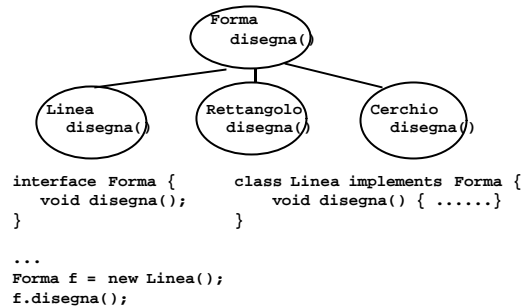 Forma
disegna()
Linea
disegna()
Rettangolo
disegna()
Cerchio
disegna()
interface Forma {
void disegna();
}
class Linea implements Forma {
void disegna() { ......}
}
...
Forma f = new Linea();
f.disegna();